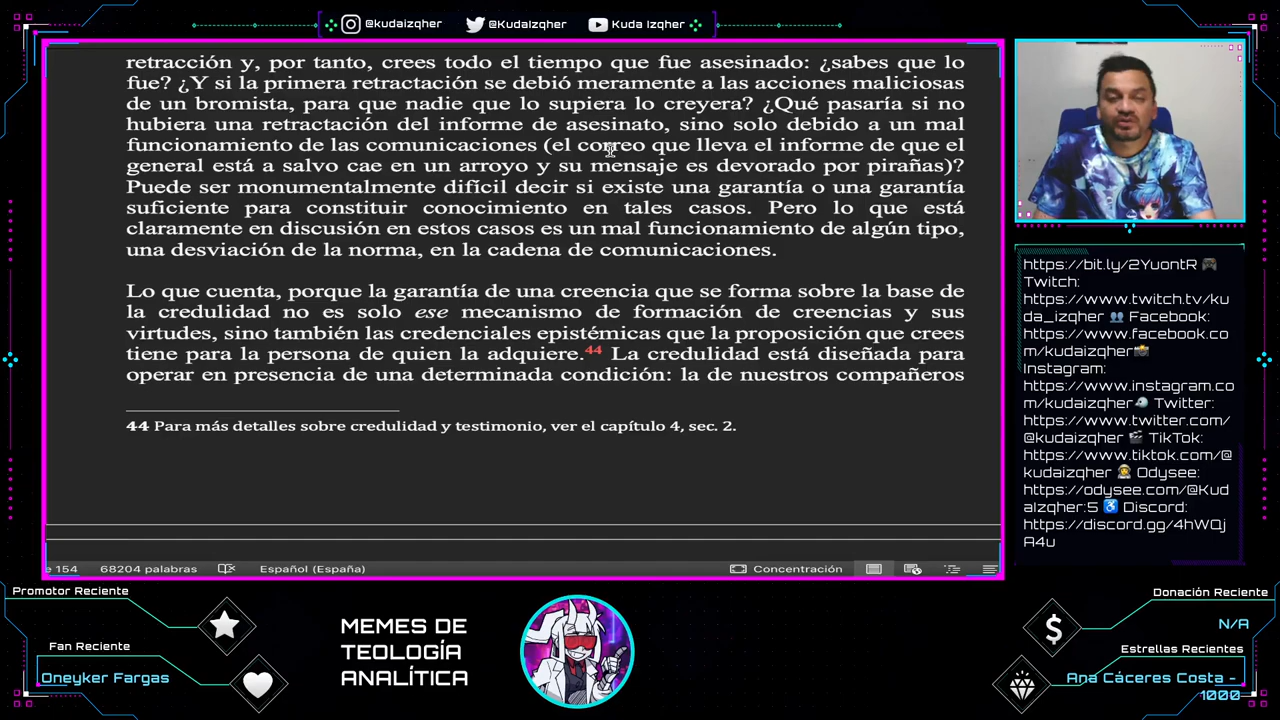 @kudaizqher
@Kudaizqher
Kuda Izqher
retracción y, por tanto, crees todo el tiempo que fue asesinado: ¿sabes que lo
fue? ¿Y si la primera retractación se debió meramente a las acciones maliciosas
de un bromista, para que nadie que lo supiera lo creyera? ¿Qué pasaría si no
hubiera una retractación del informe de asesinato, sino solo debido a un mal
funcionamiento de las comunicaciones (el correo que lleva el informe de que el
general está a salvo cae en un arroyo y su mensaje es devorado por pirañas)?
Puede ser monumentalmente difícil decir si existe una garantía o una garantía
suficiente para constituir conocimiento en tales casos. Pero lo que está
claramente en discusión en estos casos es un mal funcionamiento de algún tipo,
una desviación de la norma, en la cadena de comunicaciones.
Lo que cuenta, porque la garantía de una creencia que se forma sobre la base de
la credulidad no es solo ese mecanismo de formación de creencias y sus
virtudes, sino también las credenciales epistémicas que la proposición que crees
tiene para la persona de quien la adquiere.44 La credulidad está diseñada para
operar en presencia de una determinada condición: la de nuestros compañeros
44 Para más detalles sobre credulidad y testimonio, ver el capítulo 4, sec. 2.
e 154 68204 palabras Español (España) Concentración
https://bit.ly/2YuontR 🎮
Twitch:
https://www.twitch.tv/ku
da_izqher 👥 Facebook:
https://www.facebook.co
m/kudaizqher📸
Instagram:
https://www.instagram.co
m/kudaizqher🐦 Twitter:
https://www.twitter.com/
@kudaizqher 🎬 TikTok:
https://www.tiktok.com/@
kudaizqher 👩‍🚀 Odysee:
https://odysee.com/@Kud
aIzqher:5 ♿ Discord:
https://discord.gg/4hWQj
A4u
Promotor Reciente
Fan Reciente
Oneyker Fargas
MEMES DE
TEOLOGÍA
ANALÍTICA
Donación Reciente
N/A
Estrellas Recientes
Ana Cáceres Costa -
1000